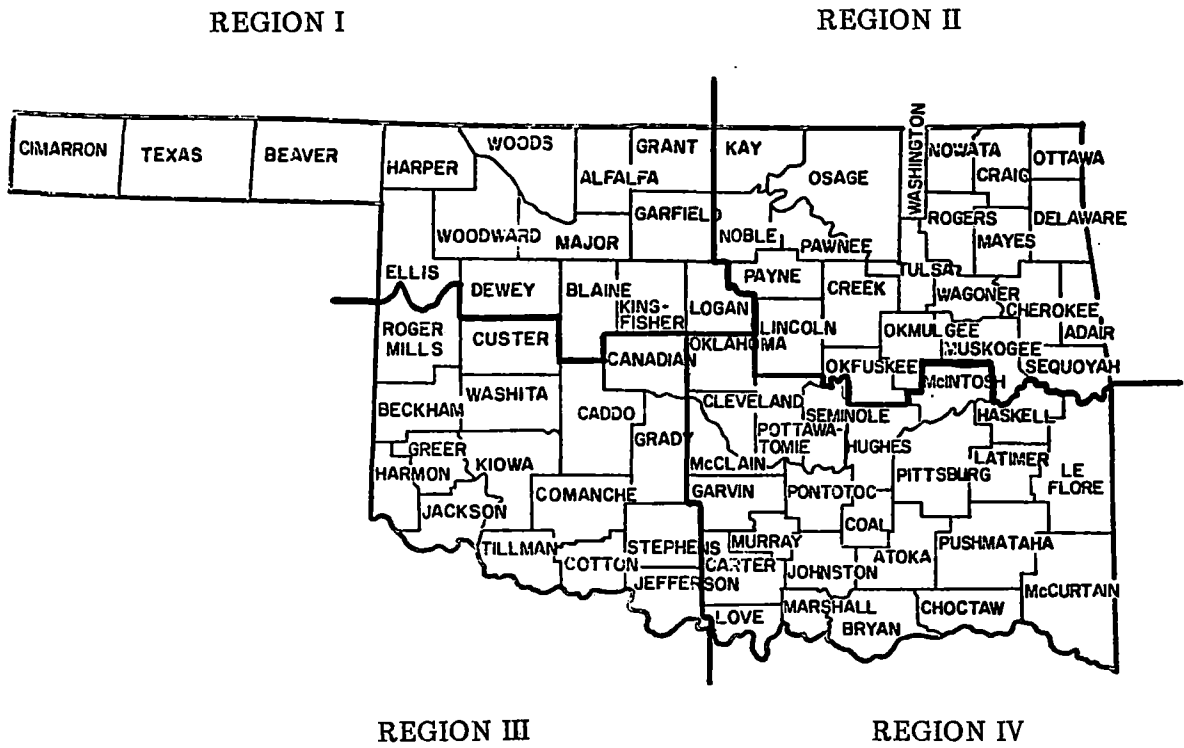 REGION I
REGION II
WASHINGTON
CIMARRON
TEXAS
BEAVER
HARPER
WOODS
GRANT
ALFALFA
KAY
OSAGE
NOWATA
CRAIG
OTTAWA
WOODWARD
MAJOR
GARFIELD
NOBLE
PAWNEE
ROGERS
MAYES
DELAWARE
ELLIS
DEWEY
BLAINE
KING-
FISHER
LOGAN
PAYNE
CREEK
TULSA
WAGONER
CHEROKEE
ADAIR
ROGER
MILLS
CUSTER
CANADIAN
OKLAHOMA
LINCOLN
OKMULGEE
MUSKOGEE
SEQUOYAH
OKFUSKEE
McINTOSH
BECKHAM
WASHITA
CADDO
GRADY
CLEVELAND
POTTAWA-
TOMIE
SEMINOLE
HUGHES
HASKELL
McCLAIN
PITTSBURG
LATIMER
LE
FLORE
GREER
HARMON
KIOWA
JACKSON
COMANCHE
GARVIN
PONTOTOC
COAL
TILLMAN
COTTON
STEPHENS
JEFFERSON
MURRAY
CARTER
JOHNSTON
ATOKA
PUSHMATAHA
McCURTAIN
LOVE
MARSHALL
BRYAN
CHOCTAW
REGION III
REGION IV